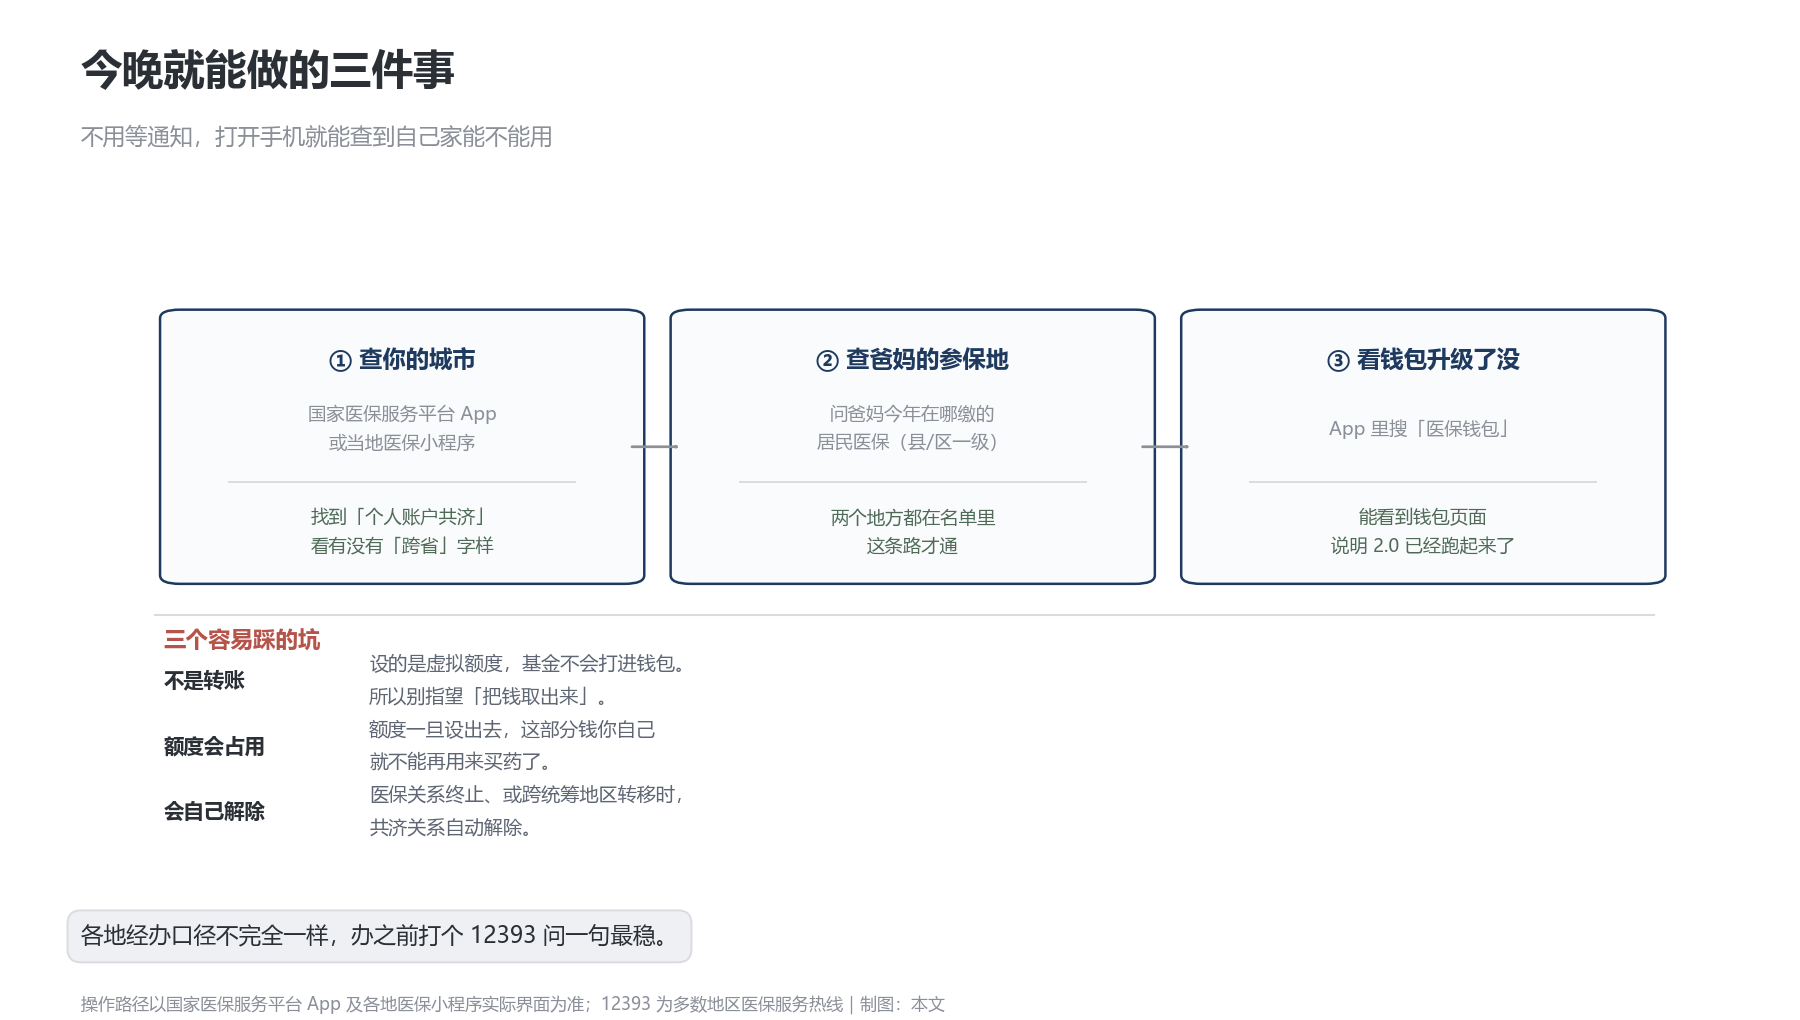 今晚就能做的三件事
不用等通知，打开手机就能查到自己家能不能用
① 查你的城市
国家医保服务平台 App
或当地医保小程序
找到「个人账户共济」
看有没有「跨省」字样
② 查爸妈的参保地
问爸妈今年在哪缴的
居民医保（县/区一级）
两个地方都在名单里
这条路才通
③ 看钱包升级了没
App 里搜「医保钱包」
能看到钱包页面
说明 2.0 已经跑起来了
三个容易踩的坑
不是转账
设的是虚拟额度，基金不会打进钱包。
所以别指望「把钱取出来」。
额度会占用
额度一旦设出去，这部分钱你自己
就不能再用来买药了。
会自己解除
医保关系终止、或跨统筹地区转移时，
共济关系自动解除。
各地经办口径不完全一样，办之前打个 12393 问一句最稳。
操作路径以国家医保服务平台 App 及各地医保小程序实际界面为准；12393 为多数地区医保服务热线 | 制图：本文